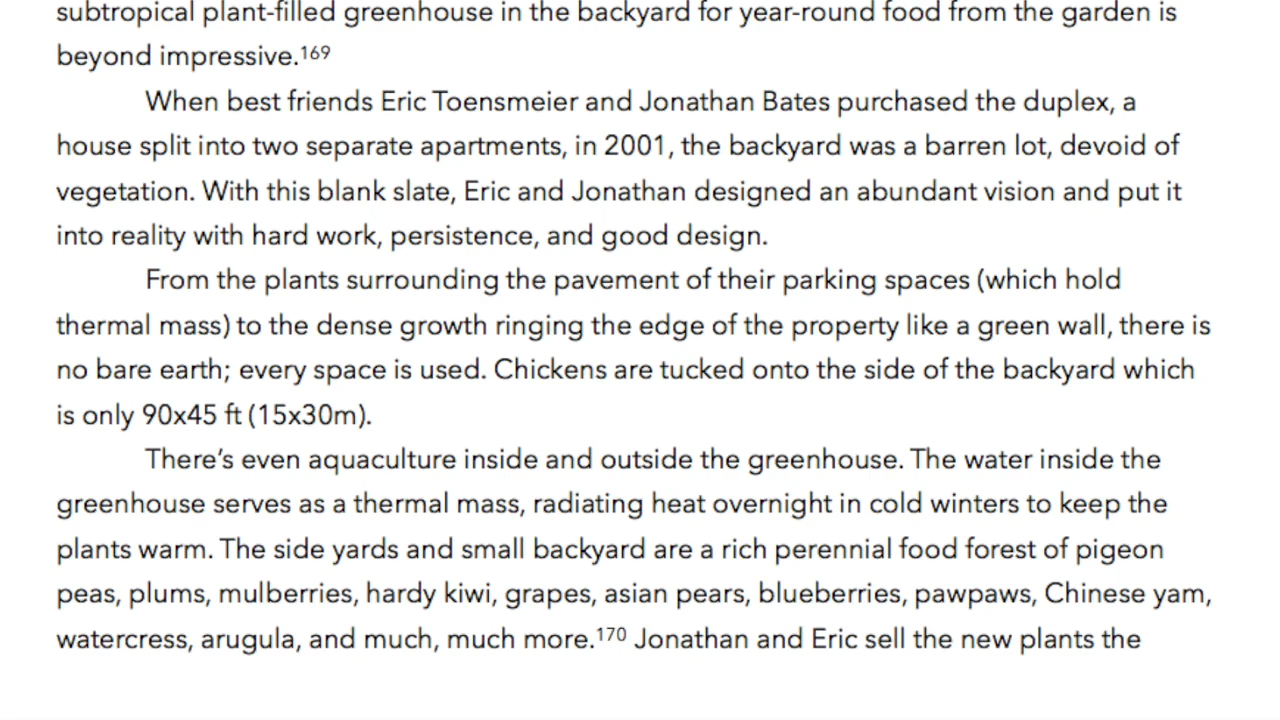 subtropical plant-filled greenhouse in the backyard for year-round food from the garden is
beyond impressive.169
When best friends Eric Toensmeier and Jonathan Bates purchased the duplex, a
house split into two separate apartments, in 2001, the backyard was a barren lot, devoid of
vegetation. With this blank slate, Eric and Jonathan designed an abundant vision and put it
into reality with hard work, persistence, and good design.
From the plants surrounding the pavement of their parking spaces (which hold
thermal mass) to the dense growth ringing the edge of the property like a green wall, there is
no bare earth; every space is used. Chickens are tucked onto the side of the backyard which
is only 90x45 ft (15x30m).
There’s even aquaculture inside and outside the greenhouse. The water inside the
greenhouse serves as a thermal mass, radiating heat overnight in cold winters to keep the
plants warm. The side yards and small backyard are a rich perennial food forest of pigeon
peas, plums, mulberries, hardy kiwi, grapes, asian pears, blueberries, pawpaws, Chinese yam,
watercress, arugula, and much, much more.170 Jonathan and Eric sell the new plants the